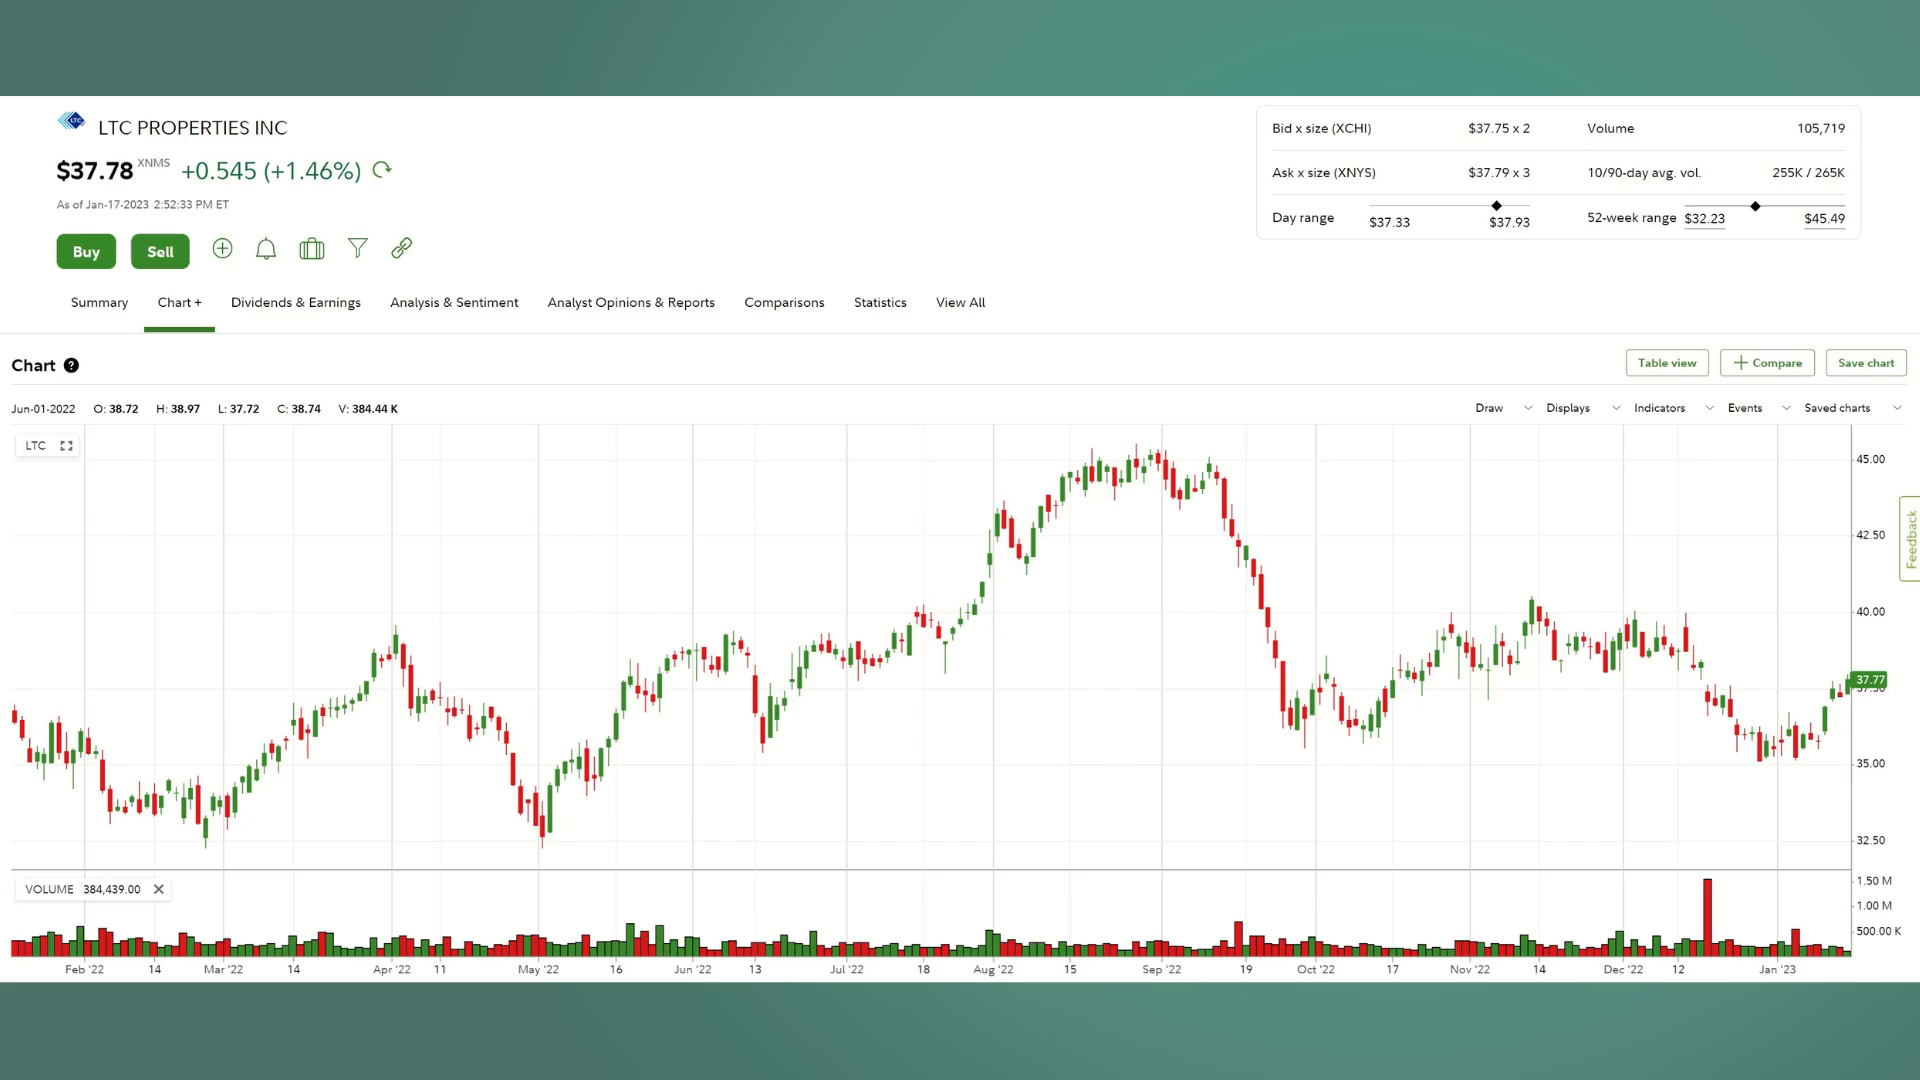 LTC
LTC PROPERTIES INC
$37.78 XNMS +0.545 (+1.46%)
As of Jan-17-2023 2:52:33 PM ET
Buy Sell
Bid x size (XCHI) $37.75 x 2 Volume 105,719
Ask x size (XNYS) $37.79 x 3 10/90-day avg. vol. 255K / 265K
Day range $37.33 $37.93 52-week range $32.23 $45.49
Summary Chart + Dividends & Earnings Analysis & Sentiment Analyst Opinions & Reports Comparisons Statistics View All
Chart ? Table view + Compare Save chart
Jun-01-2022 O: 38.72 H: 38.97 L: 37.72 C: 38.74 V: 384.44 K Draw Displays Indicators Events Saved charts
LTC
45.00
42.50
40.00
37.77
37.50
35.00
32.50
Feedback
VOLUME 384,439.00 X
1.50 M
1.00 M
500.00 K
Feb '22 14 Mar '22 14 Apr '22 11 May '22 16 Jun '22 13 Jul '22 18 Aug '22 15 Sep '22 19 Oct '22 17 Nov '22 14 Dec '22 12 Jan '23